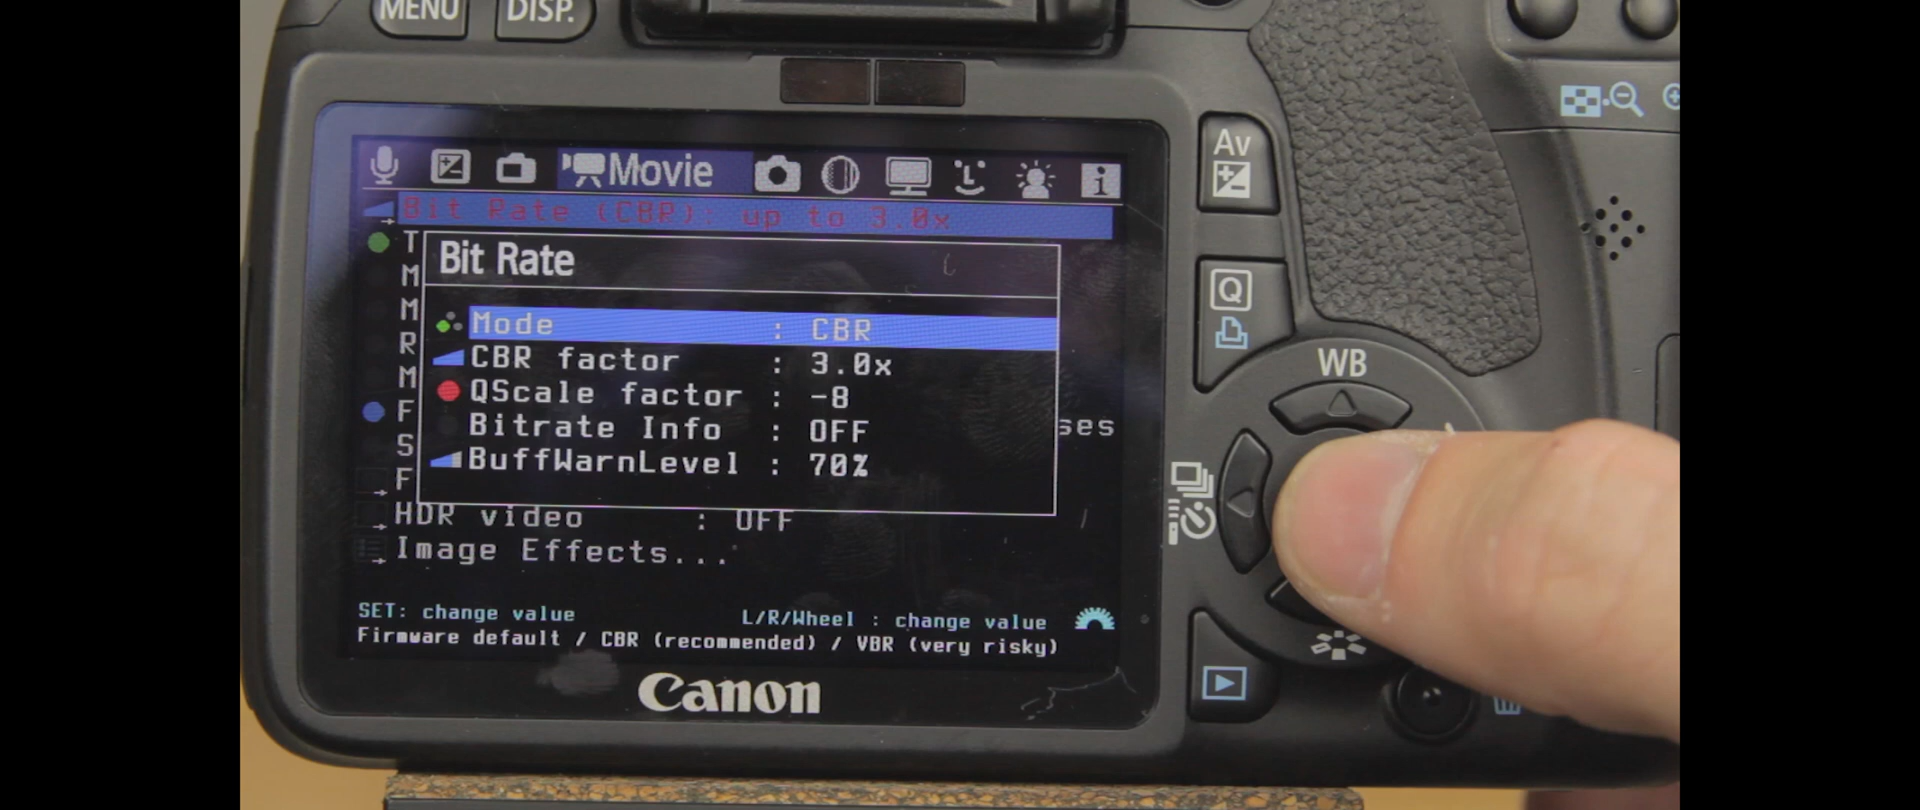 MENU DISP.
Movie
Bit Rate (CBR): up to 3.0x
T
Bit Rate
M
M
Mode : CBR
R
CBR factor : 3.0x
M
QScale factor : -8
F
Bitrate Info : OFF
ses
S
BuffWarnLevel : 70%
F
HDR video : OFF
Image Effects...
SET: change value L/R/Wheel : change value
Firmware default / CBR (recommended) / VBR (very risky)
Canon
Av
Q
WB